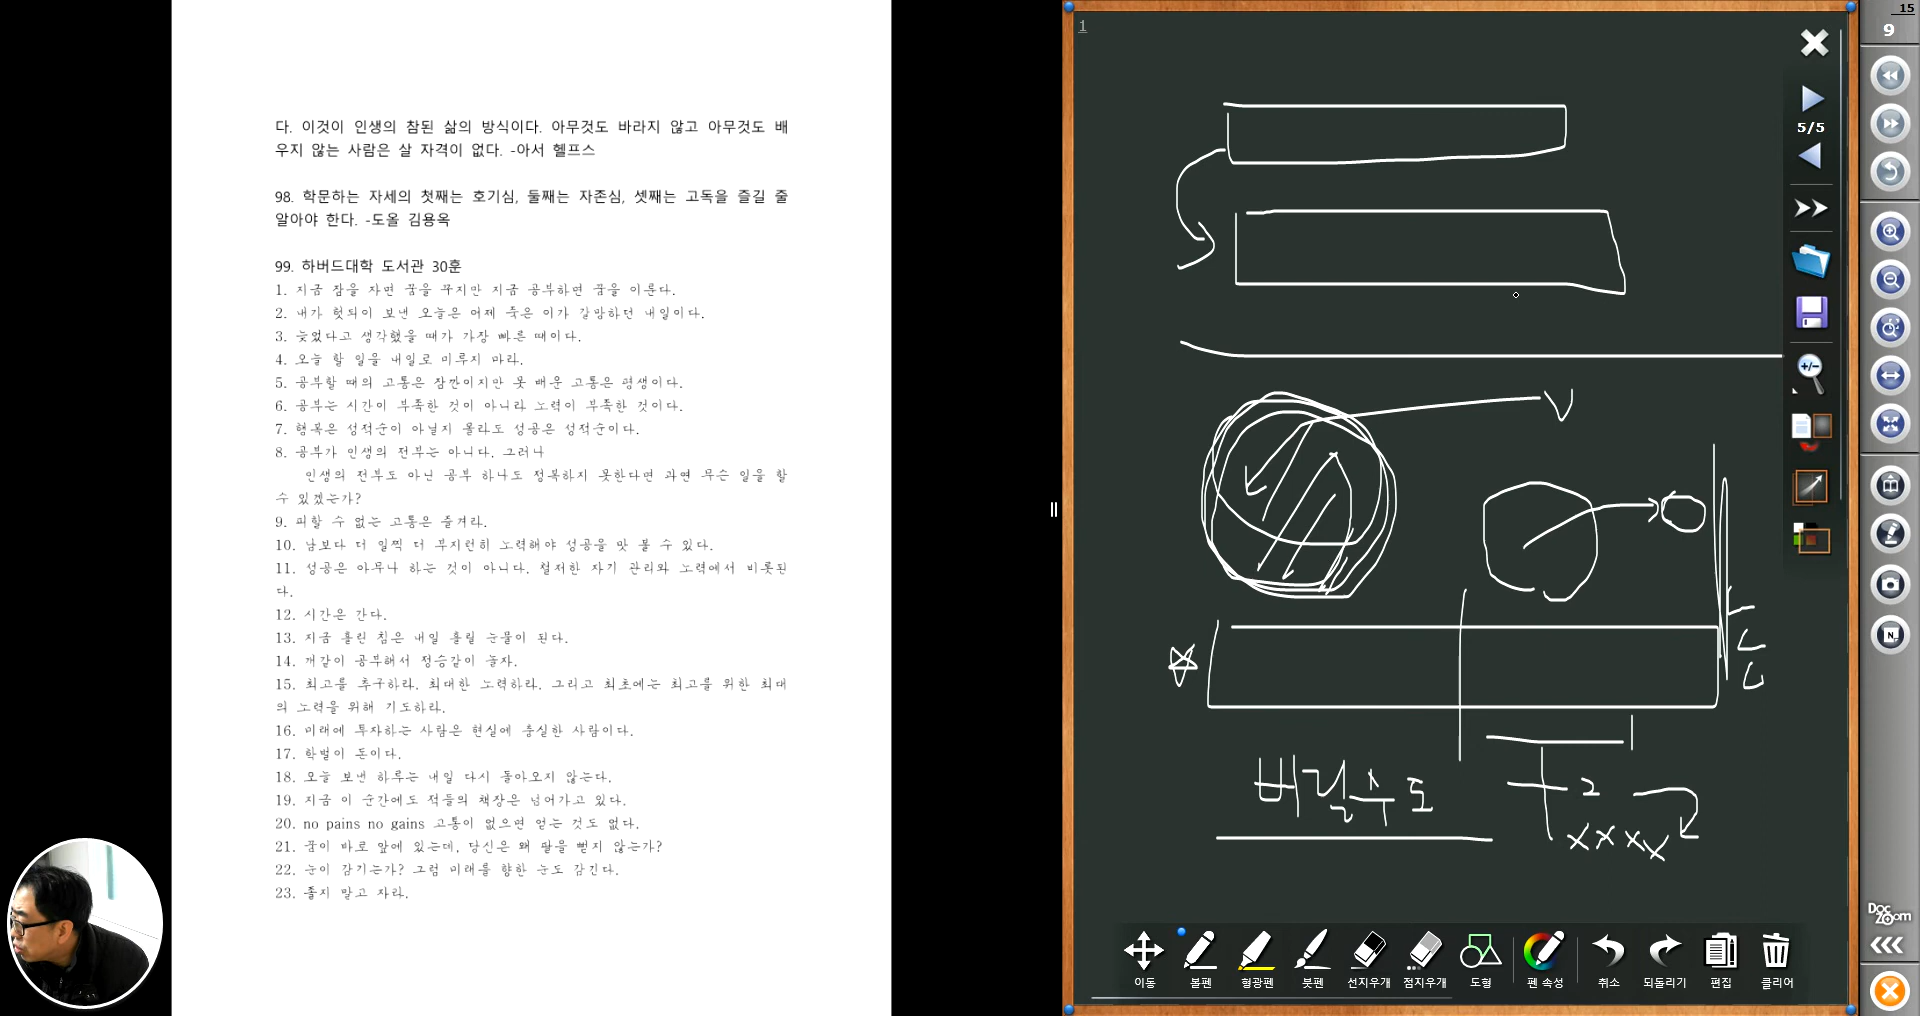 다. 이것이 인생의 참된 삶의 방식이다. 아무것도 바라지 않고 아무것도 배
우지 않는 사람은 살 자격이 없다. -아서 헬프스
98. 학문하는 자세의 첫째는 호기심, 둘째는 자존심, 셋째는 고독을 즐길 줄
알아야 한다. -도올 김용옥
99. 하버드대학 도서관 30훈
1. 지금 잠을 자면 꿈을 꾸지만 지금 공부하면 꿈을 이룬다.
2. 내가 헛되이 보낸 오늘은 어제 죽은 이가 갈망하던 내일이다.
3. 늦었다고 생각했을 때가 가장 빠른 때이다.
4. 오늘 할 일을 내일로 미루지 마라.
5. 공부할 때의 고통은 잠깐이지만 못 배운 고통은 평생이다.
6. 공부는 시간이 부족한 것이 아니라 노력이 부족한 것이다.
7. 행복은 성적순이 아닐지 몰라도 성공은 성적순이다.
8. 공부가 인생의 전부는 아니다. 그러나
인생의 전부도 아닌 공부 하나도 정복하지 못한다면 과연 무슨 일을 할
수 있겠는가?
9. 피할 수 없는 고통은 즐겨라.
10. 남보다 더 일찍 더 부지런히 노력해야 성공을 맛 볼 수 있다.
11. 성공은 아무나 하는 것이 아니다. 철저한 자기 관리와 노력에서 비롯된
다.
12. 시간은 간다.
13. 지금 흘린 침은 내일 흘릴 눈물이 된다.
14. 개같이 공부해서 정승같이 놀자.
15. 최고를 추구하라. 최대한 노력하라. 그리고 최초에는 최고를 위한 최대
의 노력을 위해 기도하라.
16. 미래에 투자하는 사람은 현실에 충실한 사람이다.
17. 학벌이 돈이다.
18. 오늘 보낸 하루는 내일 다시 돌아오지 않는다.
19. 지금 이 순간에도 적들의 책장은 넘어가고 있다.
20. no pains no gains 고통이 없으면 얻는 것도 없다.
21. 꿈이 바로 앞에 있는데, 당신은 왜 팔을 뻗지 않는가?
22. 눈이 감기는가? 그럼 미래를 향한 눈도 감긴다.
23. 졸지 말고 자라.
1
5/5
V
버릴수도
2
XXXX
이동 볼펜 형광펜 붓펜 선지우개 점지우개 도형 펜 속성 취소 되돌리기 편집 클리어
15
9
+/-
N
Doc Zoom